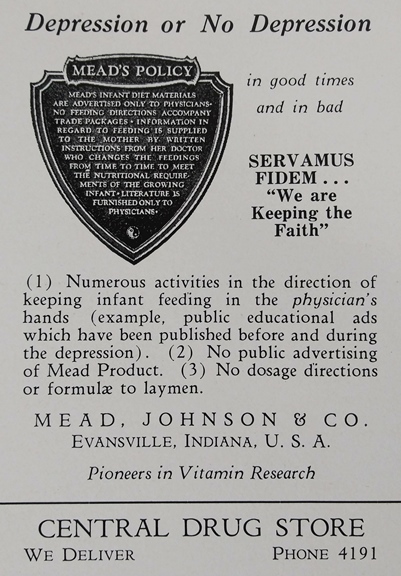 Depression or No Depression
MEAD'S POLICY
MEAD'S INFANT DIET MATERIALS
ARE ADVERTISED ONLY TO PHYSICIANS•
NO FEEDING DIRECTIONS ACCOMPANY
TRADE PACKAGES • INFORMATION IN
REGARD TO FEEDING IS SUPPLIED
TO THE MOTHER BY WRITTEN
INSTRUCTIONS FROM HER DOCTOR
WHO CHANGES THE FEEDINGS
FROM TIME TO TIME TO MEET
THE NUTRITIONAL REQUIRE-
MENTS OF THE GROWING
INFANT• LITERATURE IS
FURNISHED ONLY TO
PHYSICIANS•
in good times
and in bad
SERVAMUS
FIDEM . . .
“We are
Keeping the
Faith”
(1) Numerous activities in the direction of
keeping infant feeding in the physician's
hands (example, public educational ads
which have been published before and during
the depression). (2) No public advertising
of Mead Product. (3) No dosage directions
or formulæ to laymen.
MEAD, JOHNSON & CO.
EVANSVILLE, INDIANA, U. S. A.
Pioneers in Vitamin Research
CENTRAL DRUG STORE
WE DELIVER PHONE 4191